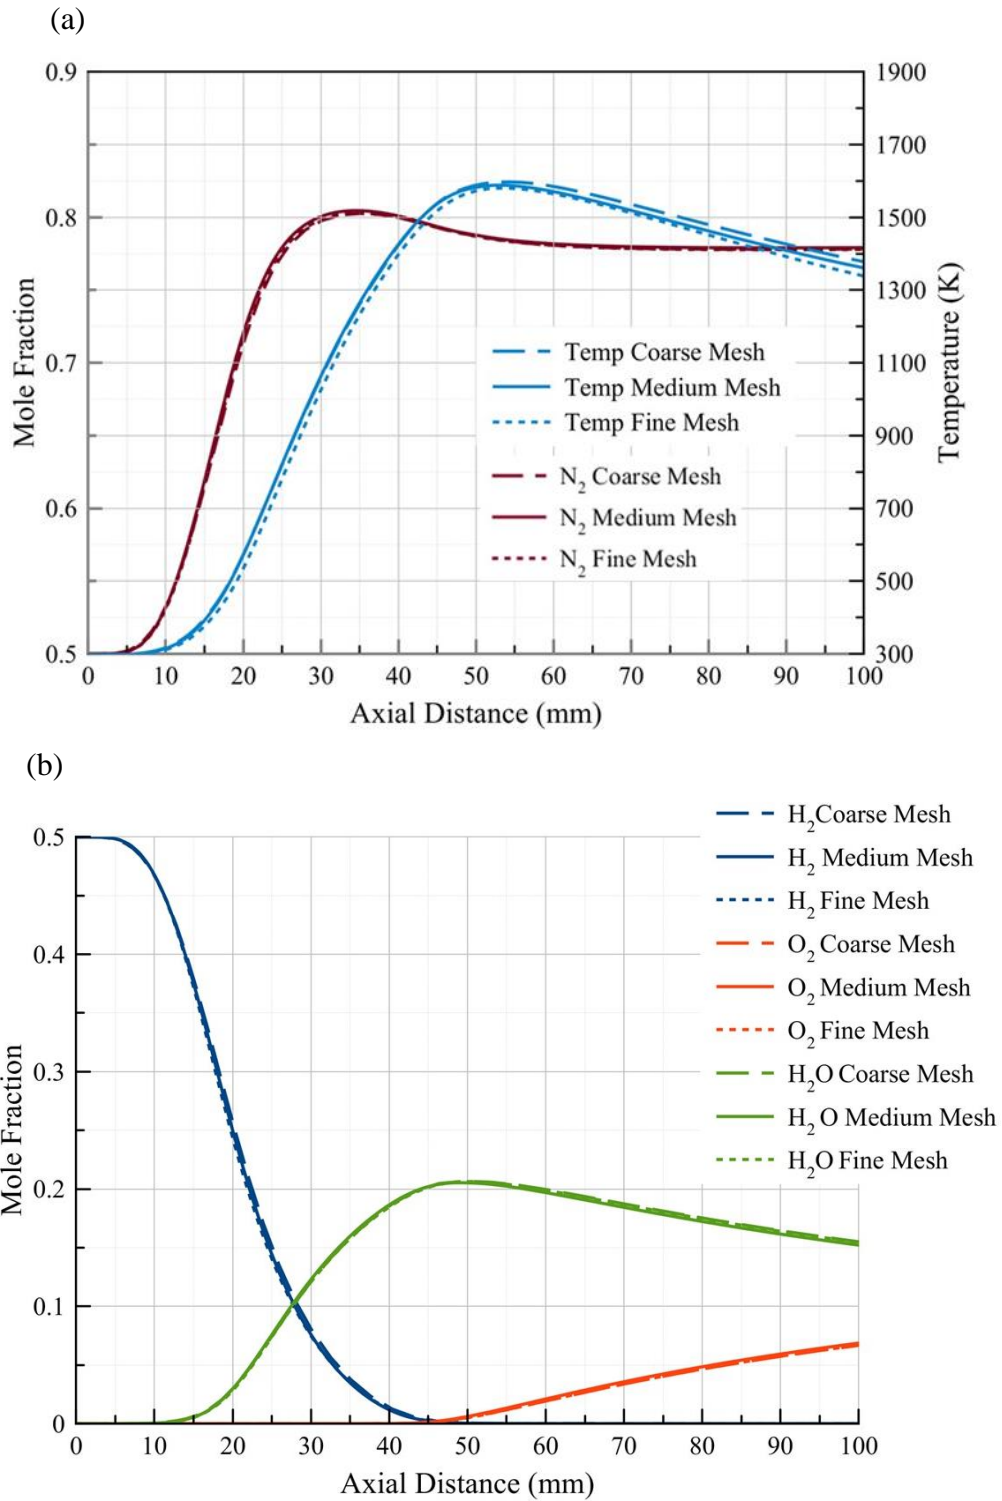 (a)
0.9
0.8
0.7
0.6
0.5
Mole Fraction
1900
1700
1500
1300
1100
900
700
500
300
Temperature (K)
Temp Coarse Mesh
Temp Medium Mesh
Temp Fine Mesh
N2 Coarse Mesh
N2 Medium Mesh
N2 Fine Mesh
0 10 20 30 40 50 60 70 80 90 100
Axial Distance (mm)
(b)
0.5
0.4
0.3
0.2
0.1
0
Mole Fraction
H2Coarse Mesh
H2 Medium Mesh
H2 Fine Mesh
O2 Coarse Mesh
O2 Medium Mesh
O2 Fine Mesh
H2O Coarse Mesh
H2O Medium Mesh
H2O Fine Mesh
0 10 20 30 40 50 60 70 80 90 100
Axial Distance (mm)